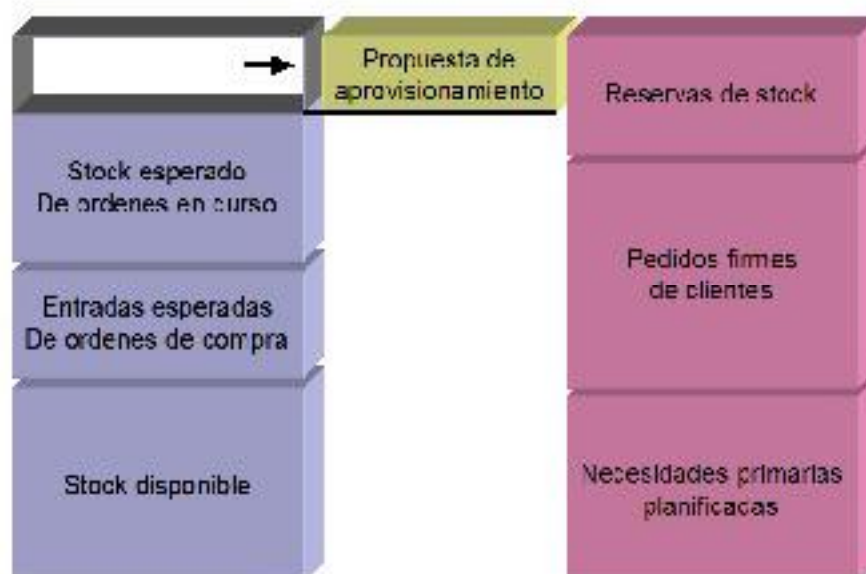 Propuesta de
aprovisionamiento
Reservas de stock
Stock esperado
De ordenes en curso
Pedidos firmes
de clientes
Entradas esperadas
De ordenes de compra
Stock disponible
Necesidades primarias
planificadas